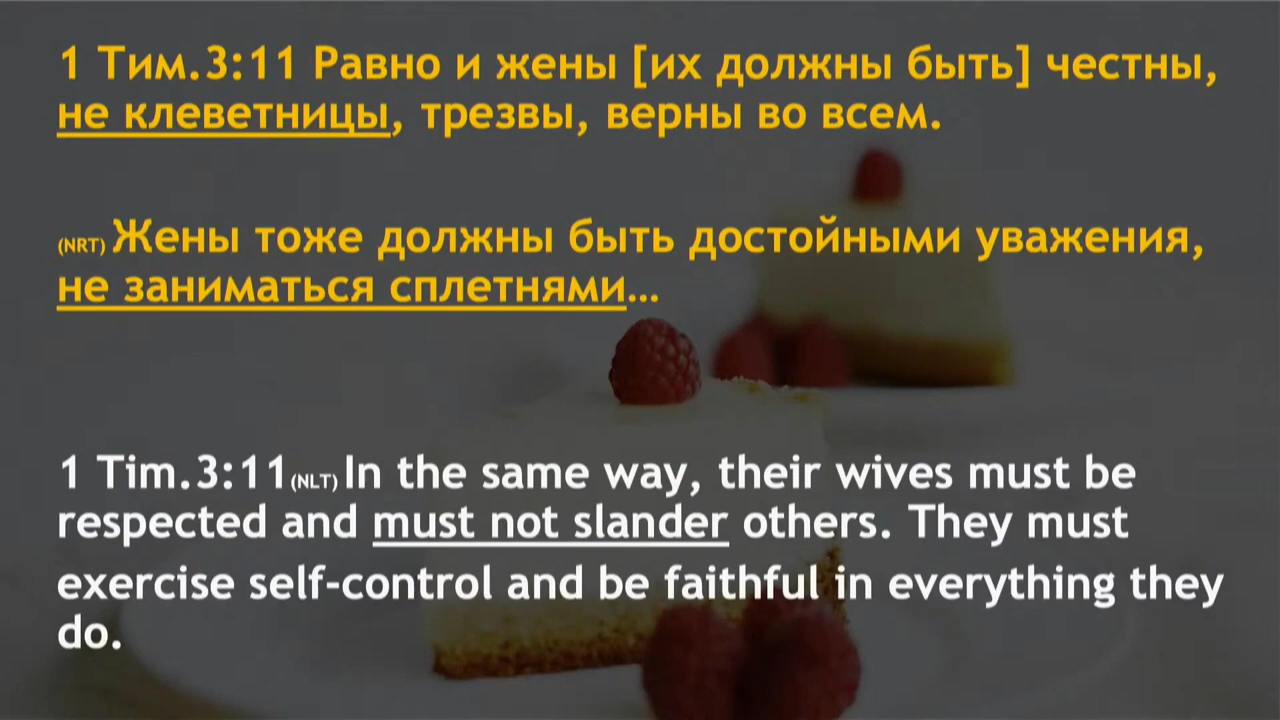 1 Тим.3:11 Равно и жены [их должны быть] честны,
не клеветницы, трезвы, верны во всем.
(NRT) Жены тоже должны быть достойными уважения,
не заниматься сплетнями...
1 Tim.3:11(NLT) In the same way, their wives must be
respected and must not slander others. They must
exercise self-control and be faithful in everything they
do.